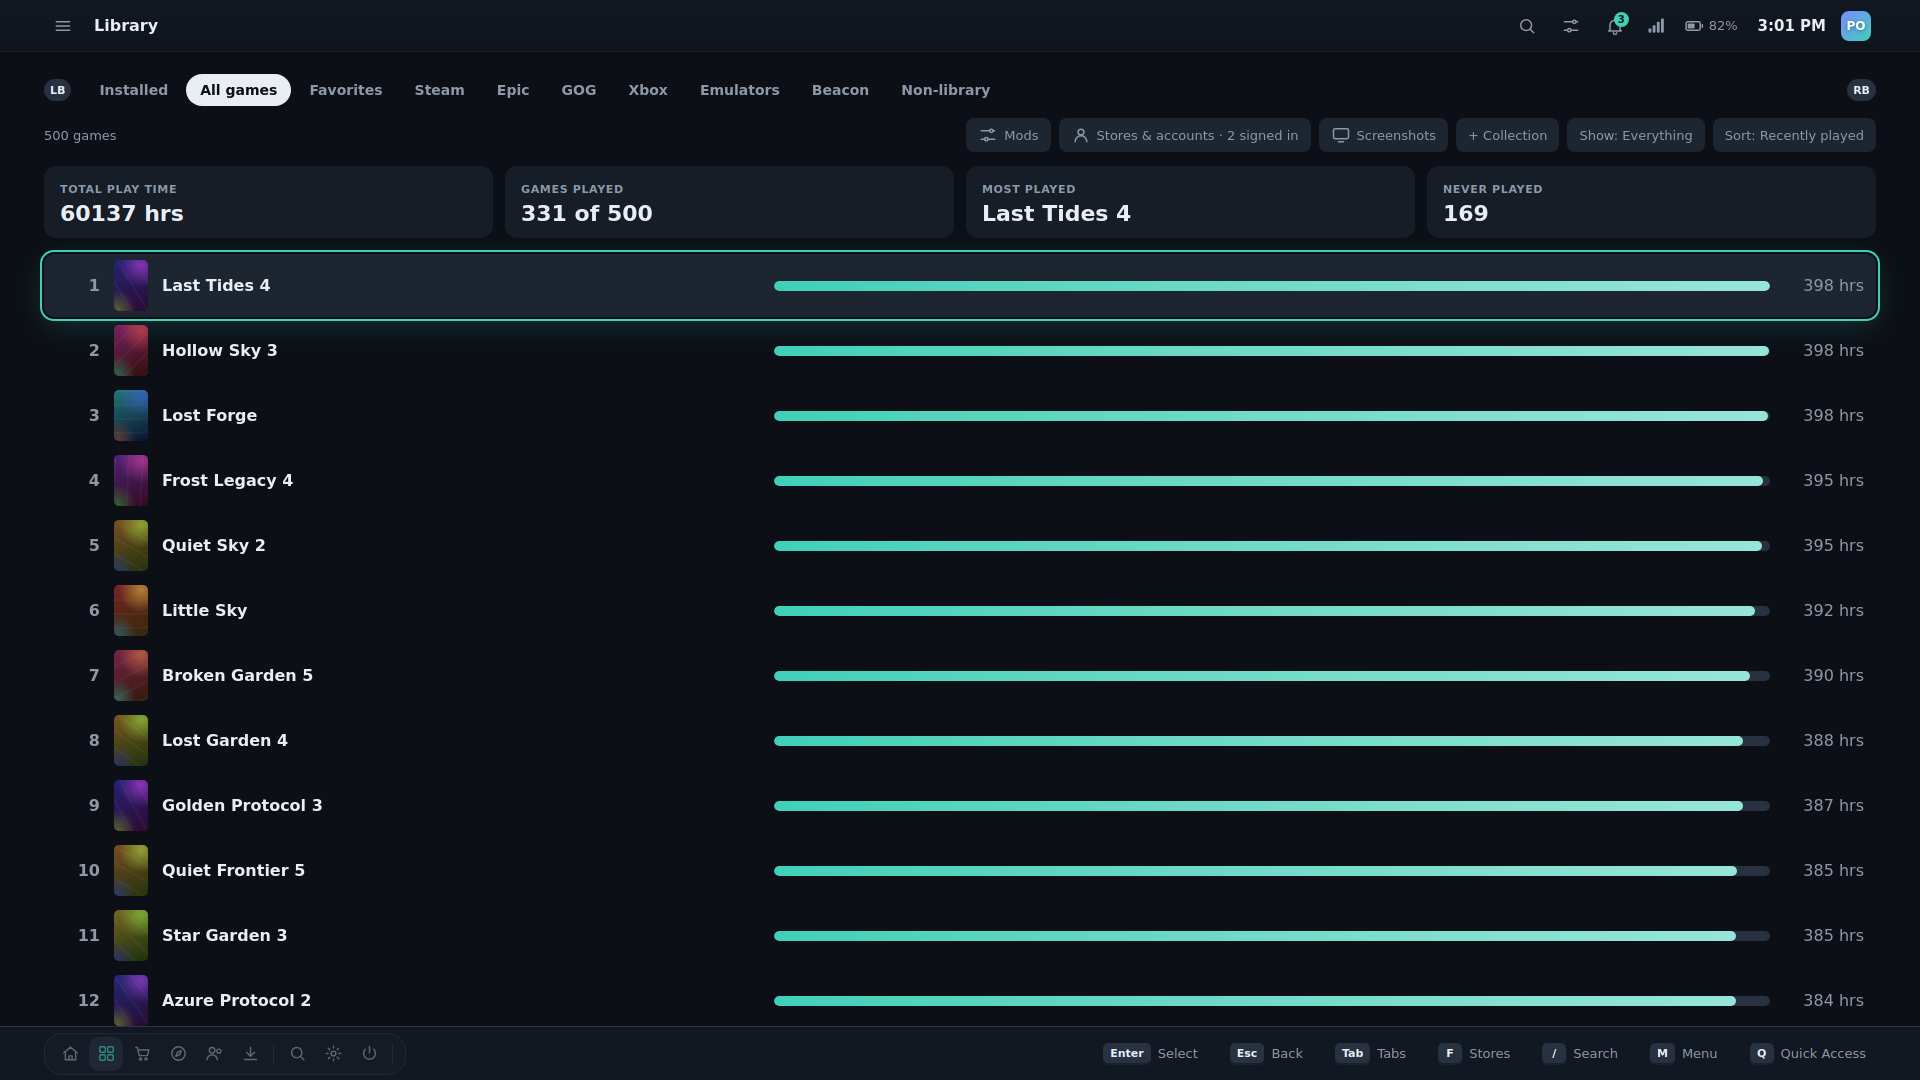 Library
3
82%
3:01 PM
PO
LB
Installed
All games
Favorites
Steam
Epic
GOG
Xbox
Emulators
Beacon
Non-library
RB
500 games
Mods
Stores & accounts · 2 signed in
Screenshots
+ Collection
Show: Everything
Sort: Recently played
TOTAL PLAY TIME
60137 hrs
GAMES PLAYED
331 of 500
MOST PLAYED
Last Tides 4
NEVER PLAYED
169
1 Last Tides 4 398 hrs
2 Hollow Sky 3 398 hrs
3 Lost Forge 398 hrs
4 Frost Legacy 4 395 hrs
5 Quiet Sky 2 395 hrs
6 Little Sky 392 hrs
7 Broken Garden 5 390 hrs
8 Lost Garden 4 388 hrs
9 Golden Protocol 3 387 hrs
10 Quiet Frontier 5 385 hrs
11 Star Garden 3 385 hrs
12 Azure Protocol 2 384 hrs
Enter Select
Esc Back
Tab Tabs
F Stores
/ Search
M Menu
Q Quick Access